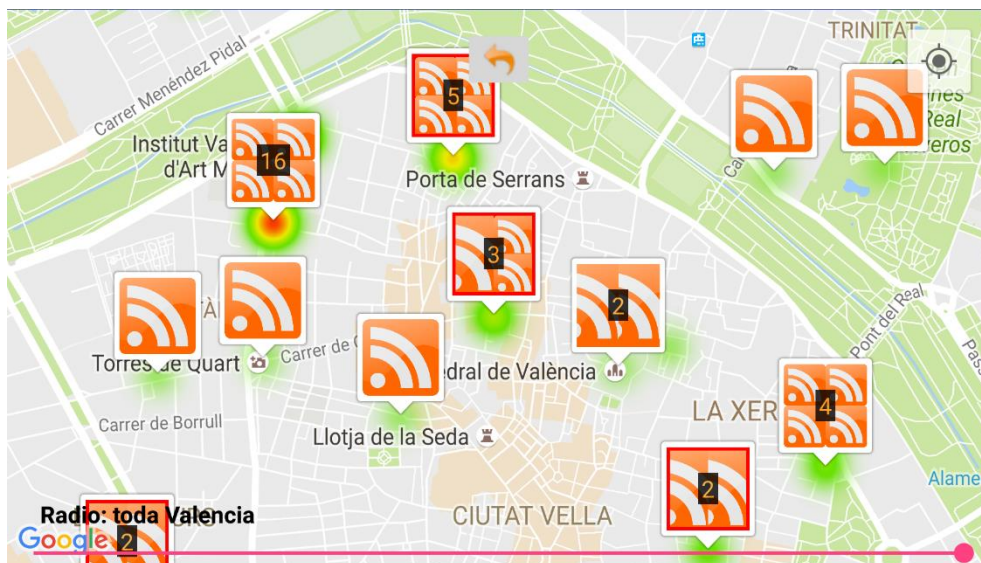 TRINITAT
Carrer Menéndez Pidal
5
Real
Institut Va
d'Art M
16
Porta de Serrans
3
2
Pont del Real
Torres de Quart
Carrer de
edral de València
4
LA XER
Carrer de Borrull
Llotja de la Seda
2
Alame
CIUTAT VELLA
Radio: toda Valencia
Google
2